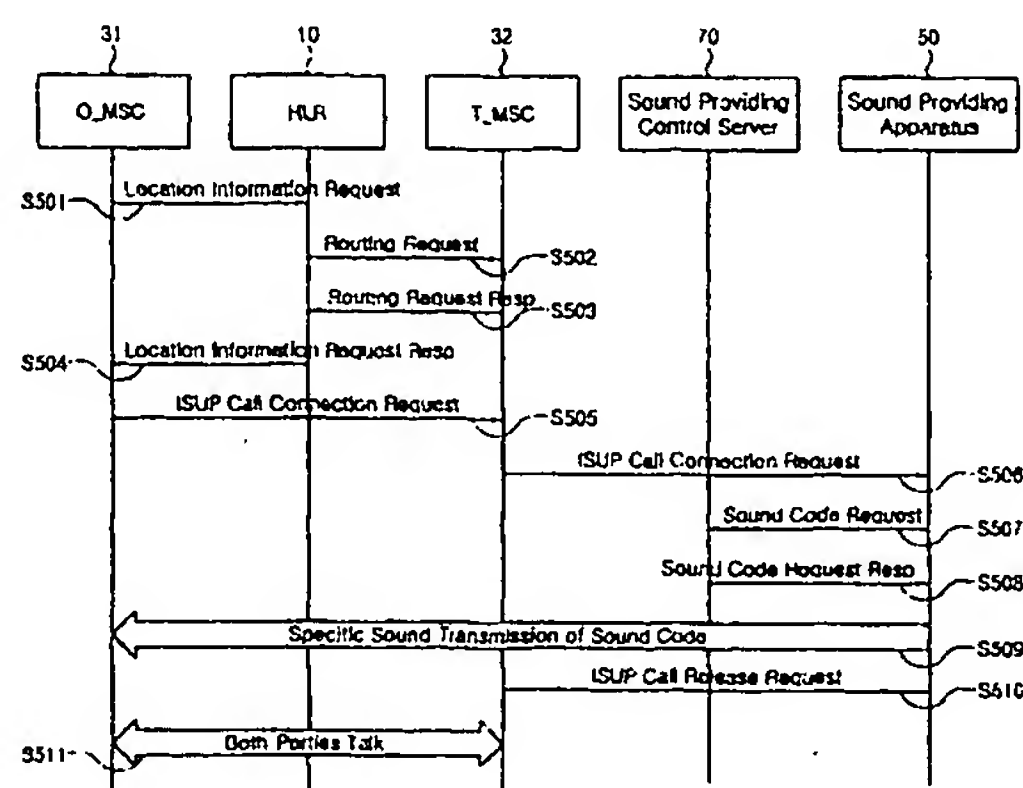 31
10
32
70
50
O_MSC
HLR
T_MSC
Sound Providing
Control Server
Sound Providing
Apparatus
Location Information Request
S501
Routing Request
S502
Routing Request Resp
S503
Location Information Request Resp
S504
ISUP Call Connection Request
S505
ISUP Call Connection Request
S506
Sound Code Request
S507
Sound Code Request Resp
S508
Specific Sound Transmission of Sound Code
S509
ISUP Call Release Request
S510
Both Parties Talk
S511